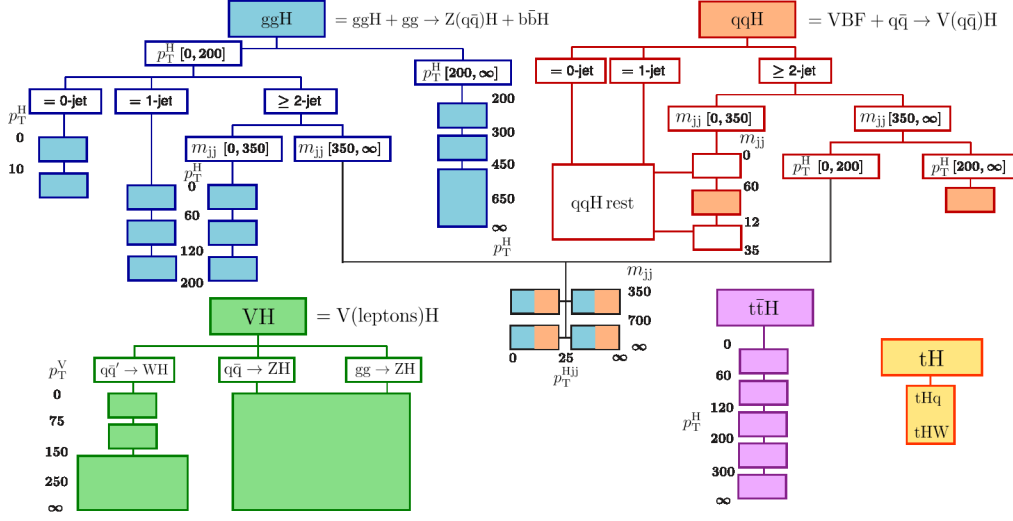 ggH = ggH + gg → Z(qq̄)H + bb̄H
qqH = VBF + qq̄ → V(qq̄)H
p_T^H [0, 200]
p_T^H [200, ∞]
= 0-jet
= 1-jet
≥ 2-jet
= 0-jet
= 1-jet
≥ 2-jet
p_T^H
0
10
m_jj [0, 350]
m_jj [350, ∞]
p_T^H
0
60
120
200
200
300
450
650
∞
p_T^H
m_jj [0, 350]
m_jj [350, ∞]
m_jj
0
60
12
35
qqH rest
p_T^H [0, 200]
p_T^H [200, ∞]
m_jj
350
700
∞
0 25 ∞
p_T^Hjj
VH = V(leptons)H
p_T^V
qq̄′ → WH
qq̄ → ZH
gg → ZH
0
75
150
250
∞
tt̄H
0
60
120
p_T^H
200
300
∞
tH
tHq
tHW